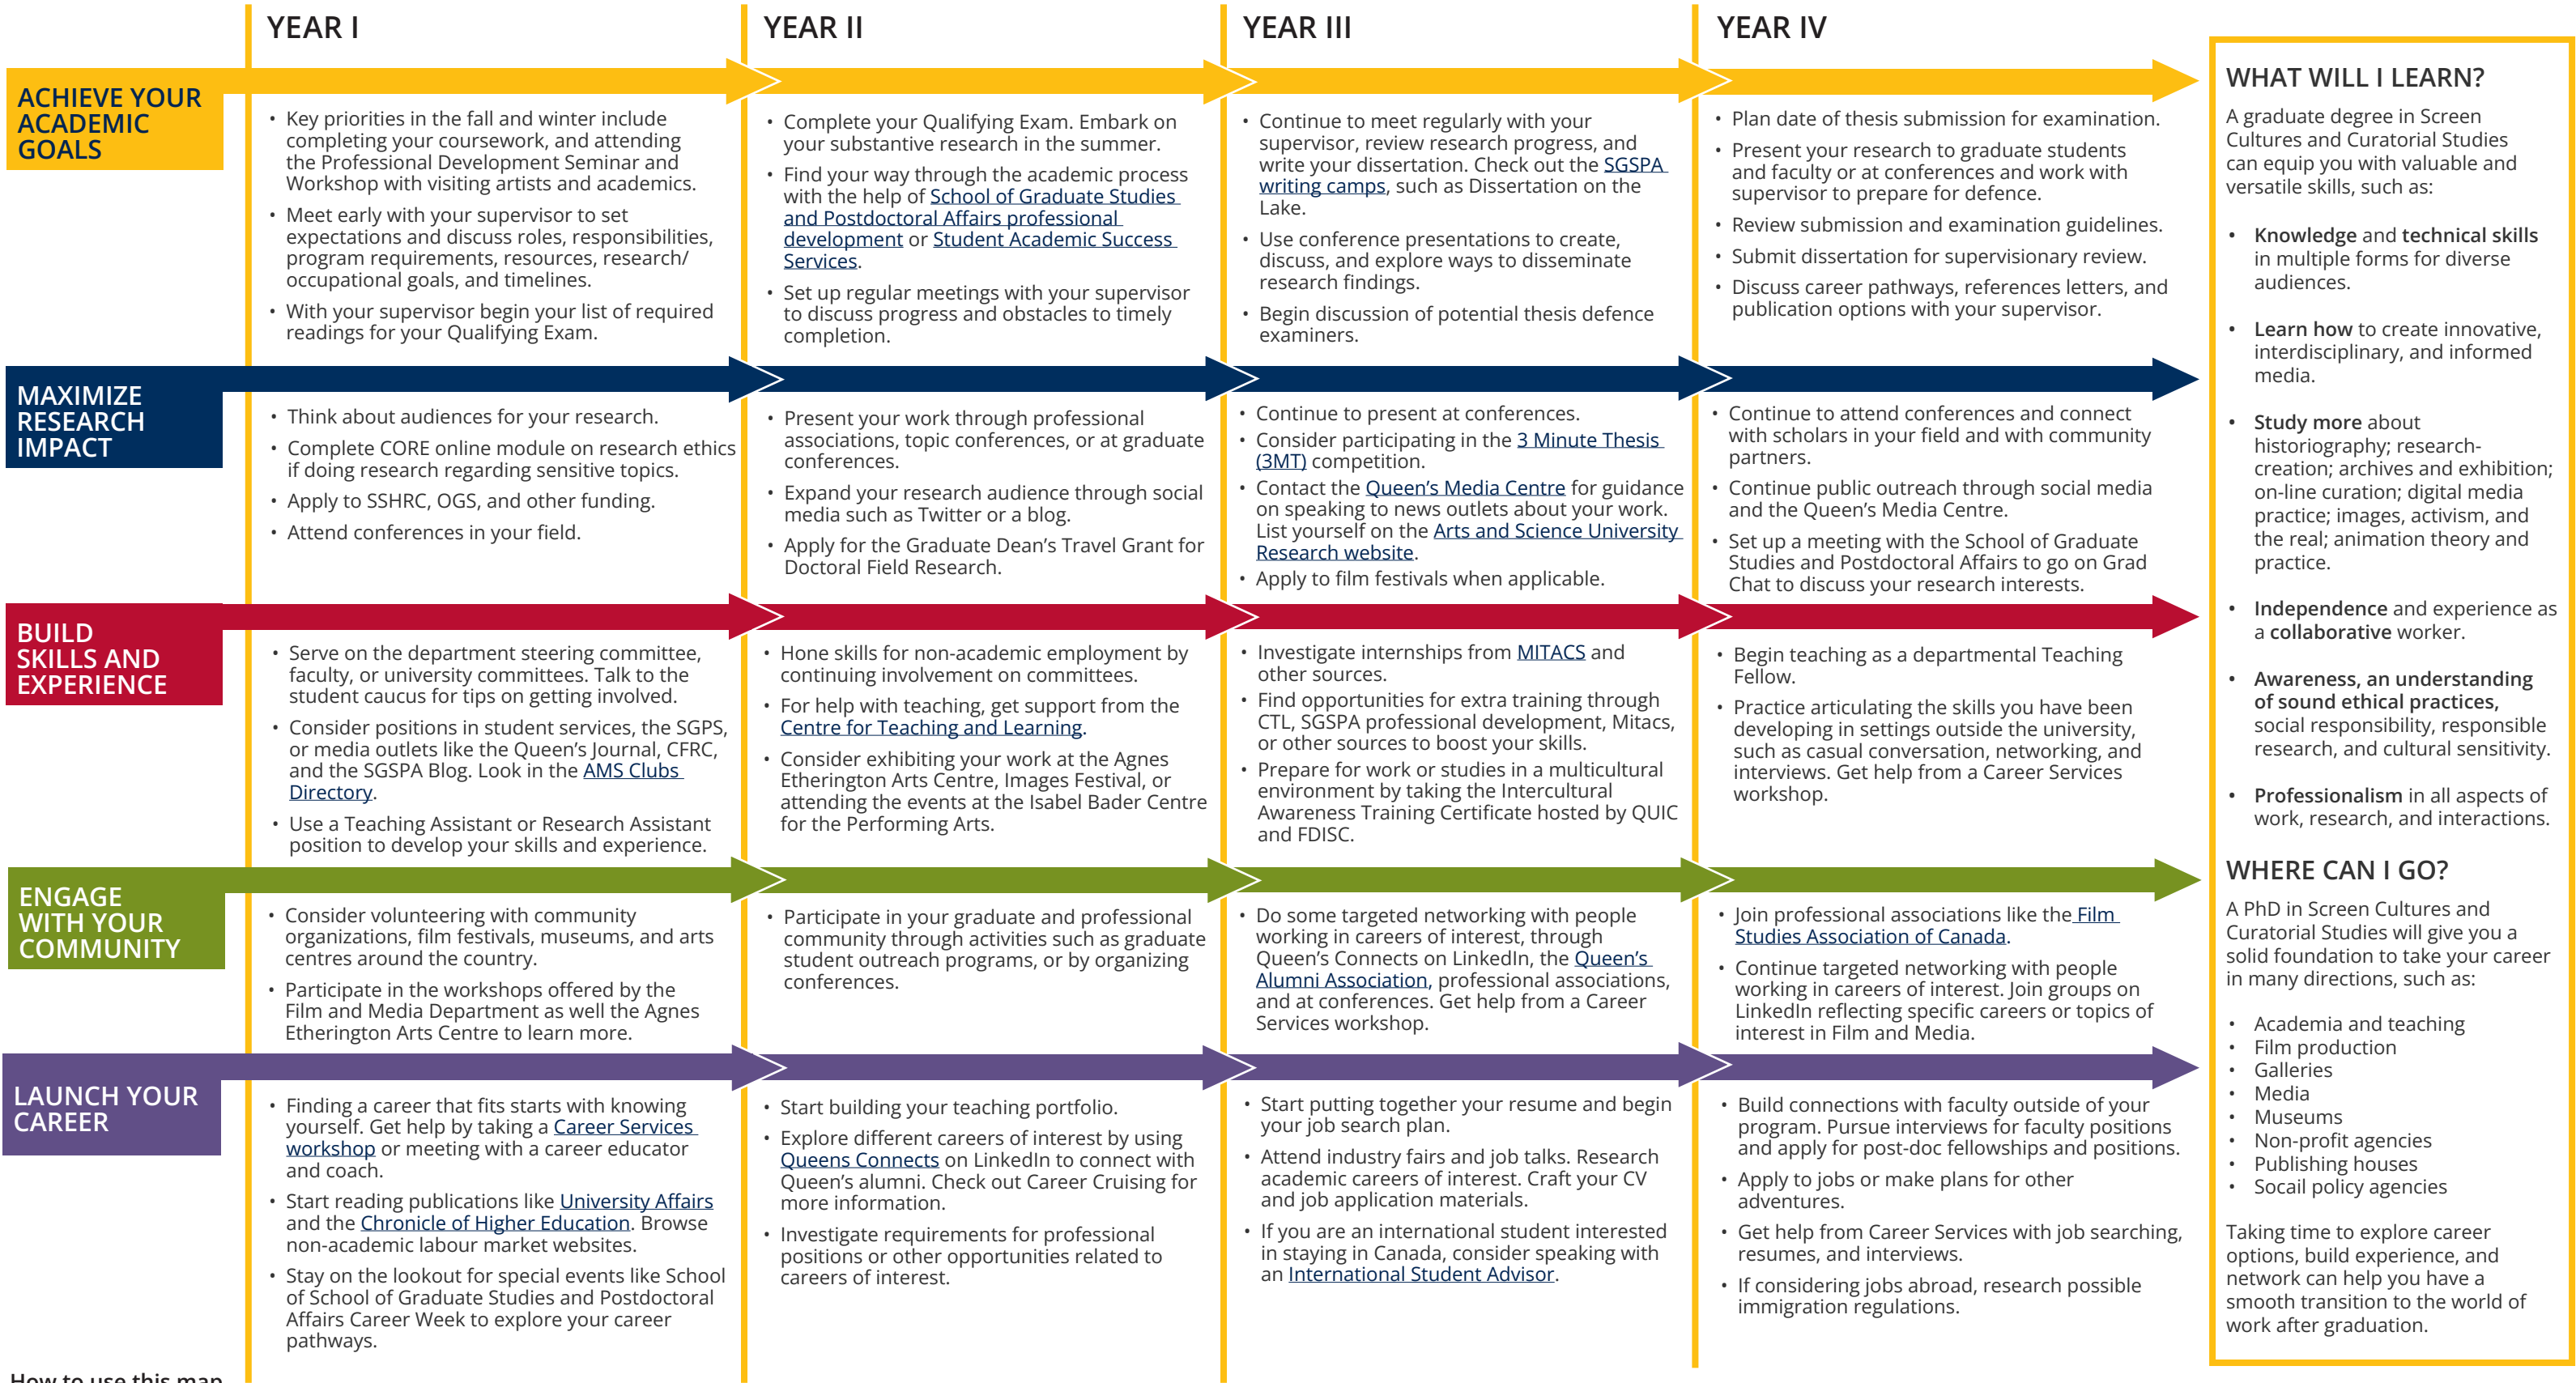 YEAR I
YEAR II
YEAR III
YEAR IV
ACHIEVE YOUR
ACADEMIC
GOALS
• Key priorities in the fall and winter include
completing your coursework, and attending
the Professional Development Seminar and
Workshop with visiting artists and academics.
• Meet early with your supervisor to set
expectations and discuss roles, responsibilities,
program requirements, resources, research/
occupational goals, and timelines.
• With your supervisor begin your list of required
readings for your Qualifying Exam.
• Complete your Qualifying Exam. Embark on
your substantive research in the summer.
• Find your way through the academic process
with the help of School of Graduate Studies
and Postdoctoral Affairs professional
development or Student Academic Success
Services.
• Set up regular meetings with your supervisor
to discuss progress and obstacles to timely
completion.
• Continue to meet regularly with your
supervisor, review research progress, and
write your dissertation. Check out the SGSPA
writing camps, such as Dissertation on the
Lake.
• Use conference presentations to create,
discuss, and explore ways to disseminate
research findings.
• Begin discussion of potential thesis defence
examiners.
• Plan date of thesis submission for examination.
• Present your research to graduate students
and faculty or at conferences and work with
supervisor to prepare for defence.
• Review submission and examination guidelines.
• Submit dissertation for supervisionary review.
• Discuss career pathways, references letters, and
publication options with your supervisor.
MAXIMIZE
RESEARCH
IMPACT
• Think about audiences for your research.
• Complete CORE online module on research ethics
if doing research regarding sensitive topics.
• Apply to SSHRC, OGS, and other funding.
• Attend conferences in your field.
• Present your work through professional
associations, topic conferences, or at graduate
conferences.
• Expand your research audience through social
media such as Twitter or a blog.
• Apply for the Graduate Dean's Travel Grant for
Doctoral Field Research.
• Continue to present at conferences.
• Consider participating in the 3 Minute Thesis
(3MT) competition.
• Contact the Queen's Media Centre for guidance
on speaking to news outlets about your work.
List yourself on the Arts and Science University
Research website.
• Apply to film festivals when applicable.
• Continue to attend conferences and connect
with scholars in your field and with community
partners.
• Continue public outreach through social media
and the Queen's Media Centre.
• Set up a meeting with the School of Graduate
Studies and Postdoctoral Affairs to go on Grad
Chat to discuss your research interests.
BUILD
SKILLS AND
EXPERIENCE
• Serve on the department steering committee,
faculty, or university committees. Talk to the
student caucus for tips on getting involved.
• Consider positions in student services, the SGPS,
or media outlets like the Queen's Journal, CFRC,
and the SGSPA Blog. Look in the AMS Clubs
Directory.
• Use a Teaching Assistant or Research Assistant
position to develop your skills and experience.
• Hone skills for non-academic employment by
continuing involvement on committees.
• For help with teaching, get support from the
Centre for Teaching and Learning.
• Consider exhibiting your work at the Agnes
Etherington Arts Centre, Images Festival, or
attending the events at the Isabel Bader Centre
for the Performing Arts.
• Investigate internships from MITACS and
other sources.
• Find opportunities for extra training through
CTL, SGSPA professional development, Mitacs,
or other sources to boost your skills.
• Prepare for work or studies in a multicultural
environment by taking the Intercultural
Awareness Training Certificate hosted by QUIC
and FDISC.
• Begin teaching as a departmental Teaching
Fellow.
• Practice articulating the skills you have been
developing in settings outside the university,
such as casual conversation, networking, and
interviews. Get help from a Career Services
workshop.
ENGAGE
WITH YOUR
COMMUNITY
• Consider volunteering with community
organizations, film festivals, museums, and arts
centres around the country.
• Participate in the workshops offered by the
Film and Media Department as well the Agnes
Etherington Arts Centre to learn more.
• Participate in your graduate and professional
community through activities such as graduate
student outreach programs, or by organizing
conferences.
• Do some targeted networking with people
working in careers of interest, through
Queen's Connects on LinkedIn, the Queen's
Alumni Association, professional associations,
and at conferences. Get help from a Career
Services workshop.
• Join professional associations like the Film
Studies Association of Canada.
• Continue targeted networking with people
working in careers of interest. Join groups on
LinkedIn reflecting specific careers or topics of
interest in Film and Media.
LAUNCH YOUR
CAREER
• Finding a career that fits starts with knowing
yourself. Get help by taking a Career Services
workshop or meeting with a career educator
and coach.
• Start reading publications like University Affairs
and the Chronicle of Higher Education. Browse
non-academic labour market websites.
• Stay on the lookout for special events like School
of School of Graduate Studies and Postdoctoral
Affairs Career Week to explore your career
pathways.
• Start building your teaching portfolio.
• Explore different careers of interest by using
Queens Connects on LinkedIn to connect with
Queen's alumni. Check out Career Cruising for
more information.
• Investigate requirements for professional
positions or other opportunities related to
careers of interest.
• Start putting together your resume and begin
your job search plan.
• Attend industry fairs and job talks. Research
academic careers of interest. Craft your CV
and job application materials.
• If you are an international student interested
in staying in Canada, consider speaking with
an International Student Advisor.
• Build connections with faculty outside of your
program. Pursue interviews for faculty positions
and apply for post-doc fellowships and positions.
• Apply to jobs or make plans for other
adventures.
• Get help from Career Services with job searching,
resumes, and interviews.
• If considering jobs abroad, research possible
immigration regulations.
WHAT WILL I LEARN?
A graduate degree in Screen
Cultures and Curatorial Studies
can equip you with valuable and
versatile skills, such as:
• Knowledge and technical skills
in multiple forms for diverse
audiences.
• Learn how to create innovative,
interdisciplinary, and informed
media.
• Study more about
historiography; research-
creation; archives and exhibition;
on-line curation; digital media
practice; images, activism, and
the real; animation theory and
practice.
• Independence and experience as
a collaborative worker.
• Awareness, an understanding
of sound ethical practices,
social responsibility, responsible
research, and cultural sensitivity.
• Professionalism in all aspects of
work, research, and interactions.
WHERE CAN I GO?
A PhD in Screen Cultures and
Curatorial Studies will give you a
solid foundation to take your career
in many directions, such as:
• Academia and teaching
• Film production
• Galleries
• Media
• Museums
• Non-profit agencies
• Publishing houses
• Socail policy agencies
Taking time to explore career
options, build experience, and
network can help you have a
smooth transition to the world of
work after graduation.
How to use this map